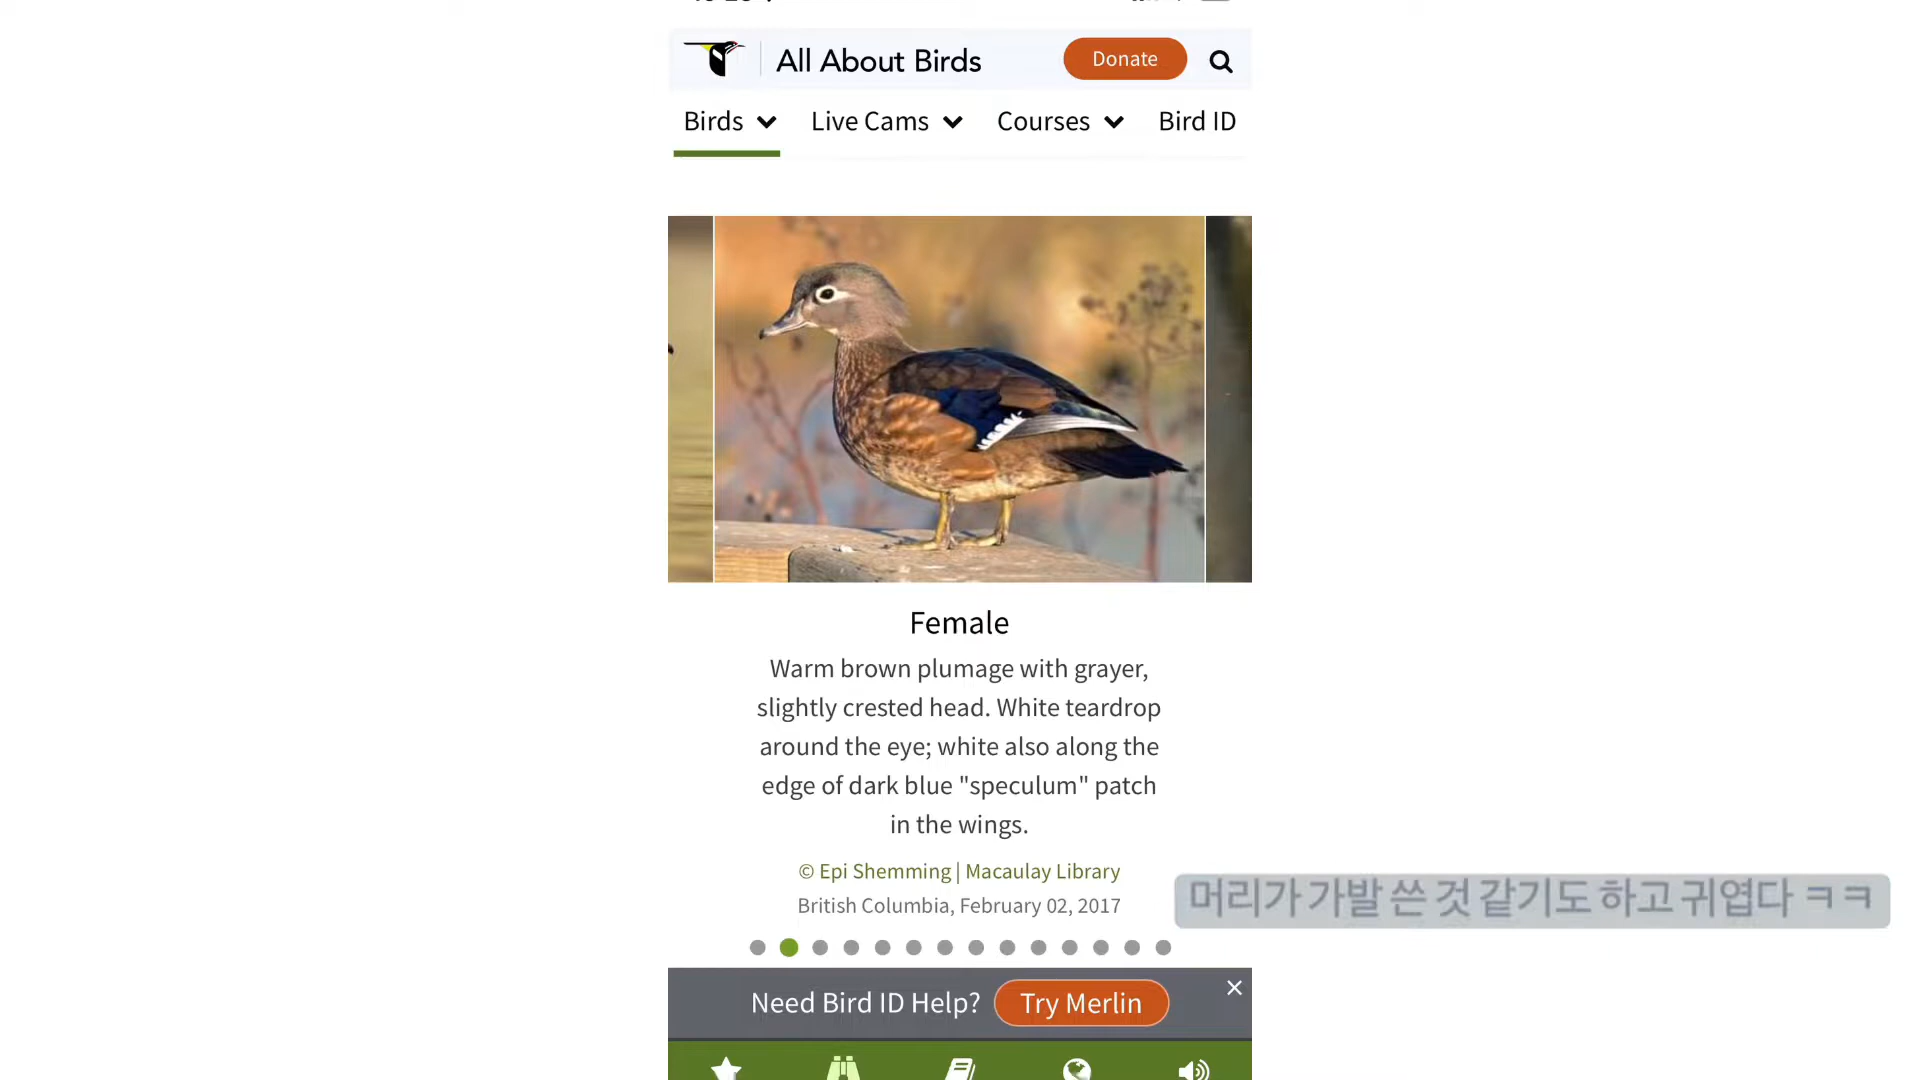 All About Birds
Donate
Birds
Live Cams
Courses
Bird ID
Female
Warm brown plumage with grayer,
slightly crested head. White teardrop
around the eye; white also along the
edge of dark blue "speculum" patch
in the wings.
© Epi Shemming | Macaulay Library
British Columbia, February 02, 2017
머리가 가발 쓴 것 같기도 하고 귀엽다 ㅋㅋ
Need Bird ID Help?
Try Merlin